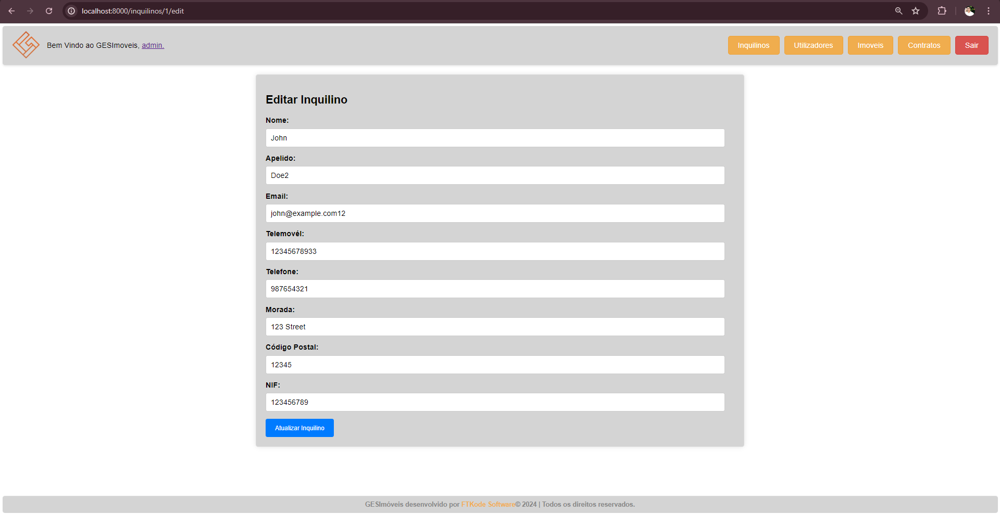 localhost:8000/inquilinos/1/edit
Bem Vindo ao GESImoveis, admin.
Inquilinos
Utilizadores
Imoveis
Contratos
Sair
Editar Inquilino
Nome:
John
Apelido:
Doe2
Email:
john@example.com12
Telemovél:
12345678933
Telefone:
987654321
Morada:
123 Street
Código Postal:
12345
NIF:
123456789
Atualizar Inquilino
GESImóveis desenvolvido por FTKode Software© 2024 | Todos os direitos reservados.